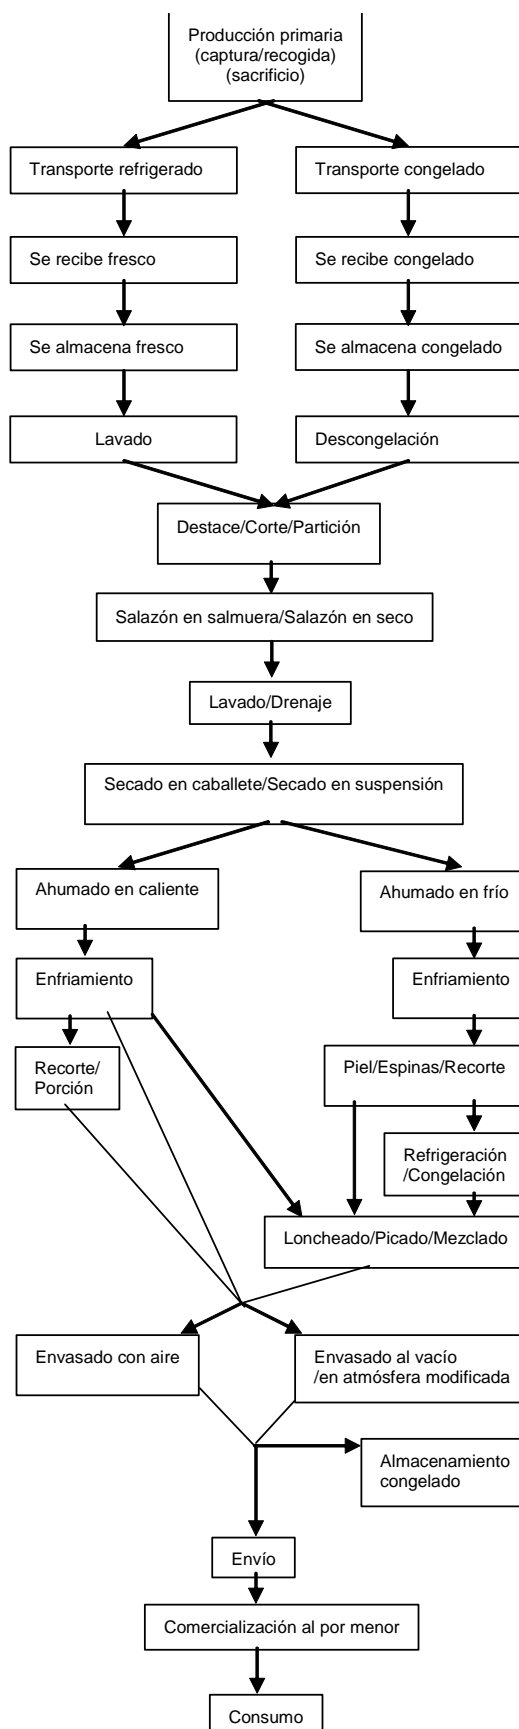 Producción primaria
(captura/recogida)
(sacrificio)
Transporte refrigerado
Transporte congelado
Se recibe fresco
Se recibe congelado
Se almacena fresco
Se almacena congelado
Lavado
Descongelación
Destace/Corte/Partición
Salazón en salmuera/Salazón en seco
Lavado/Drenaje
Secado en caballete/Secado en suspensión
Ahumado en caliente
Ahumado en frío
Enfriamiento
Enfriamiento
Recorte/
Porción
Piel/Espinas/Recorte
Refrigeración
/Congelación
Loncheado/Picado/Mezclado
Envasado con aire
Envasado al vacío
/en atmósfera modificada
Almacenamiento
congelado
Envío
Comercialización al por menor
Consumo